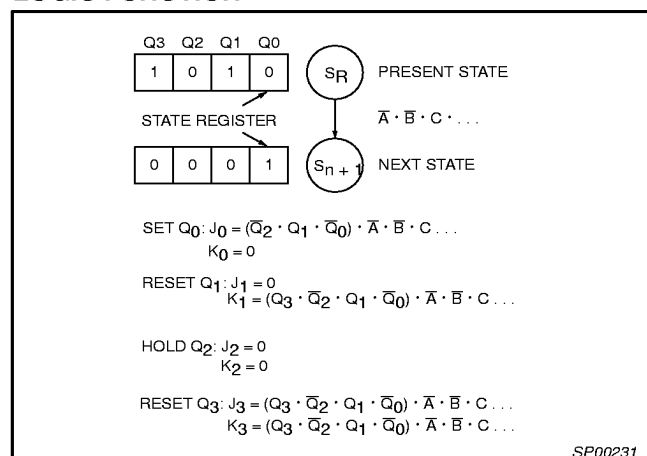 Q3 Q2 Q1 Q0
1 0 1 0
SR
PRESENT STATE
STATE REGISTER
A̅ · B̅ · C · . . .
0 0 0 1
Sn + 1
NEXT STATE
SET Q0: J0 = (Q̅2 · Q1 · Q̅0) · A̅ · B̅ · C . . .
K0 = 0
RESET Q1: J1 = 0
K1 = (Q3 · Q̅2 · Q1 · Q̅0) · A̅ · B̅ · C . . .
HOLD Q2: J2 = 0
K2 = 0
RESET Q3: J3 = (Q3 · Q̅2 · Q1 · Q̅0) · A̅ · B̅ · C . . .
K3 = (Q3 · Q̅2 · Q1 · Q̅0) · A̅ · B̅ · C . . .
SP00231